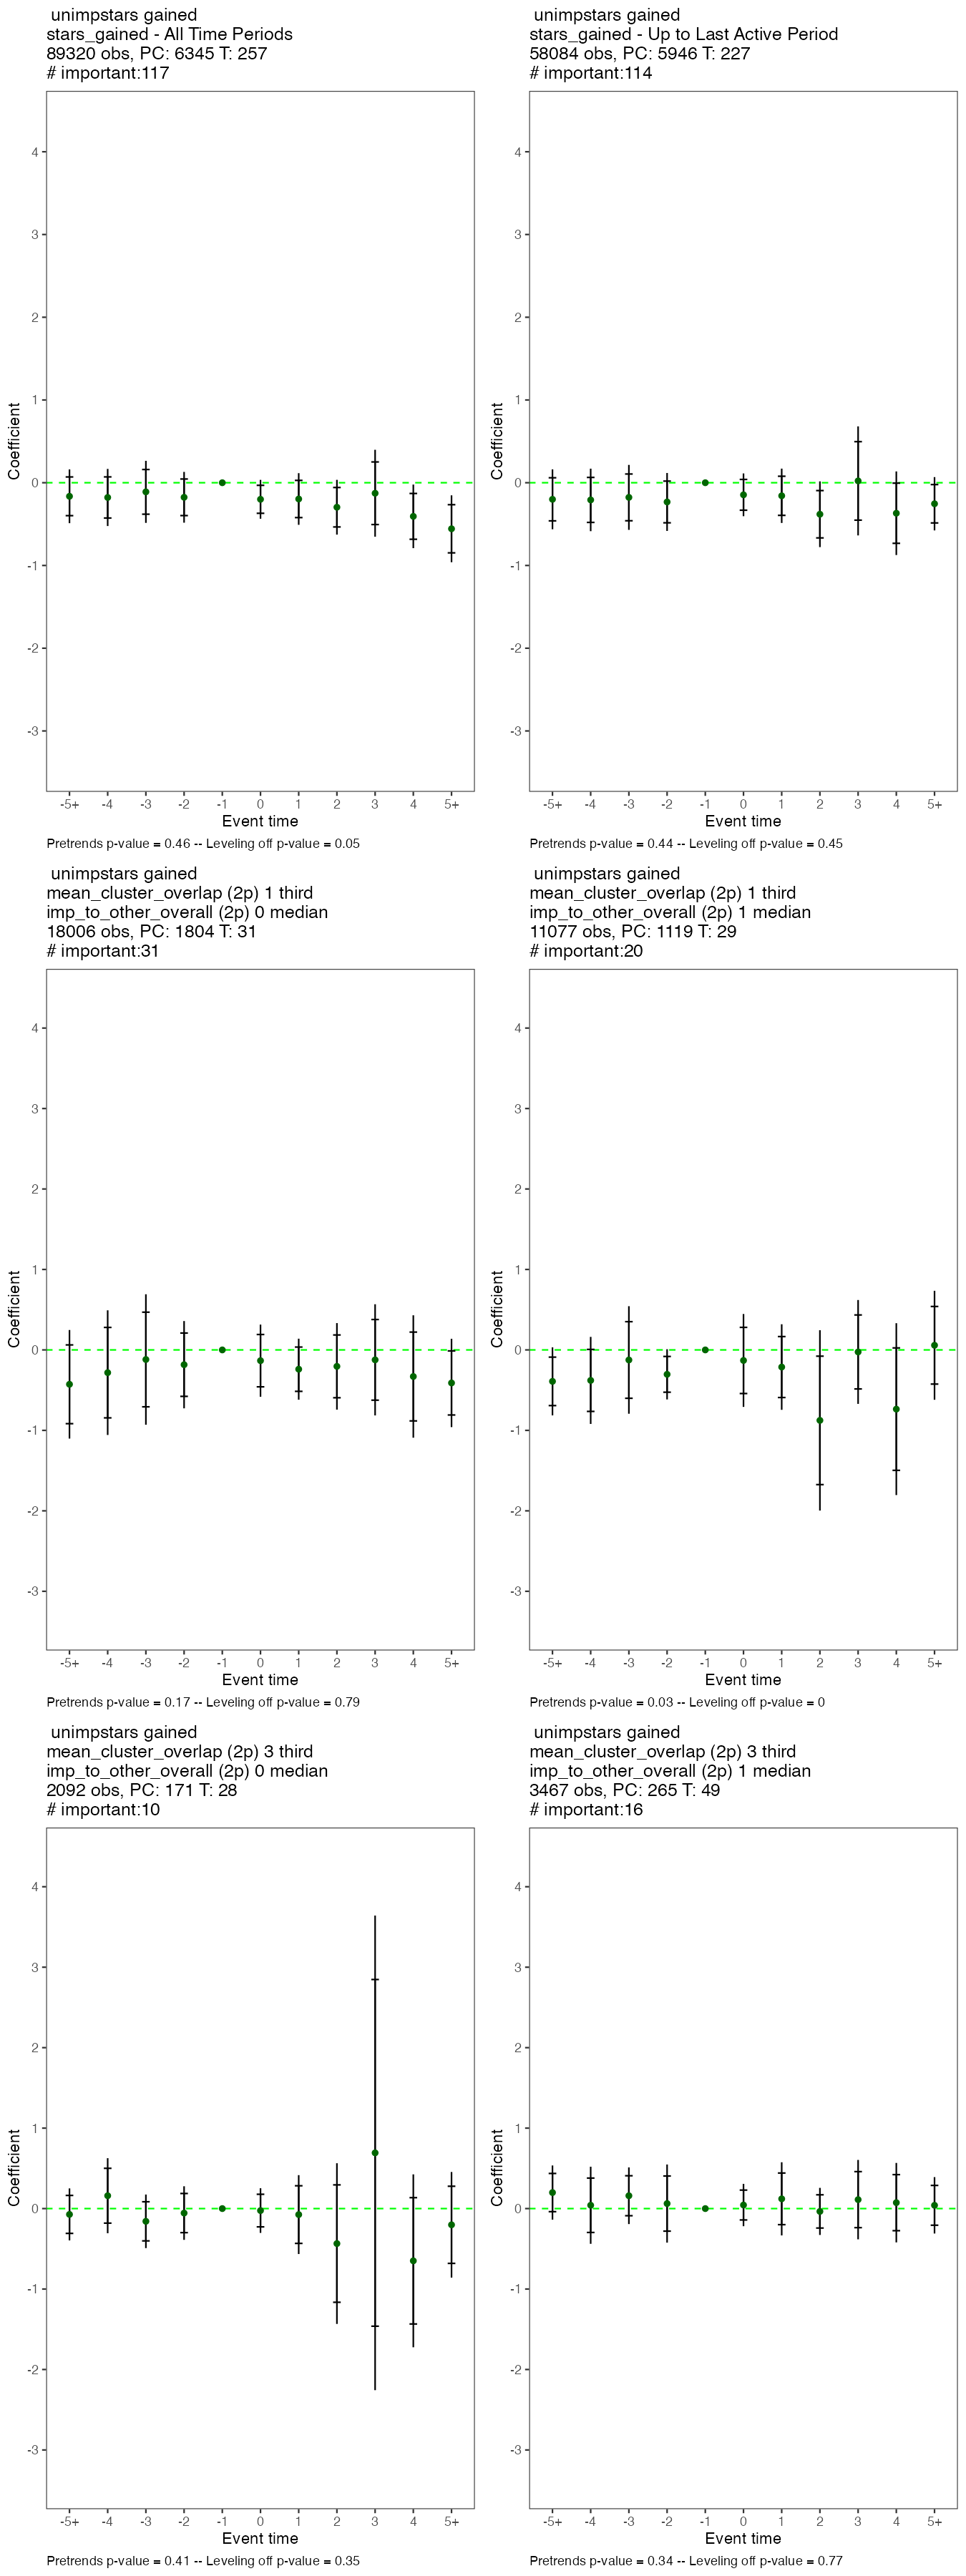 unimpstars gained
stars_gained - All Time Periods
89320 obs, PC: 6345 T: 257
# important:117
4
3
2
1
0
-1
-2
-3
Coefficient
-5+ -4 -3 -2 -1 0 1 2 3 4 5+
Event time
Pretrends p-value = 0.46 -- Leveling off p-value = 0.05
unimpstars gained
stars_gained - Up to Last Active Period
58084 obs, PC: 5946 T: 227
# important:114
4
3
2
1
0
-1
-2
-3
Coefficient
-5+ -4 -3 -2 -1 0 1 2 3 4 5+
Event time
Pretrends p-value = 0.44 -- Leveling off p-value = 0.45
unimpstars gained
mean_cluster_overlap (2p) 1 third
imp_to_other_overall (2p) 0 median
18006 obs, PC: 1804 T: 31
# important:31
4
3
2
1
0
-1
-2
-3
Coefficient
-5+ -4 -3 -2 -1 0 1 2 3 4 5+
Event time
Pretrends p-value = 0.17 -- Leveling off p-value = 0.79
unimpstars gained
mean_cluster_overlap (2p) 1 third
imp_to_other_overall (2p) 1 median
11077 obs, PC: 1119 T: 29
# important:20
4
3
2
1
0
-1
-2
-3
Coefficient
-5+ -4 -3 -2 -1 0 1 2 3 4 5+
Event time
Pretrends p-value = 0.03 -- Leveling off p-value = 0
unimpstars gained
mean_cluster_overlap (2p) 3 third
imp_to_other_overall (2p) 0 median
2092 obs, PC: 171 T: 28
# important:10
4
3
2
1
0
-1
-2
-3
Coefficient
-5+ -4 -3 -2 -1 0 1 2 3 4 5+
Event time
Pretrends p-value = 0.41 -- Leveling off p-value = 0.35
unimpstars gained
mean_cluster_overlap (2p) 3 third
imp_to_other_overall (2p) 1 median
3467 obs, PC: 265 T: 49
# important:16
4
3
2
1
0
-1
-2
-3
Coefficient
-5+ -4 -3 -2 -1 0 1 2 3 4 5+
Event time
Pretrends p-value = 0.34 -- Leveling off p-value = 0.77